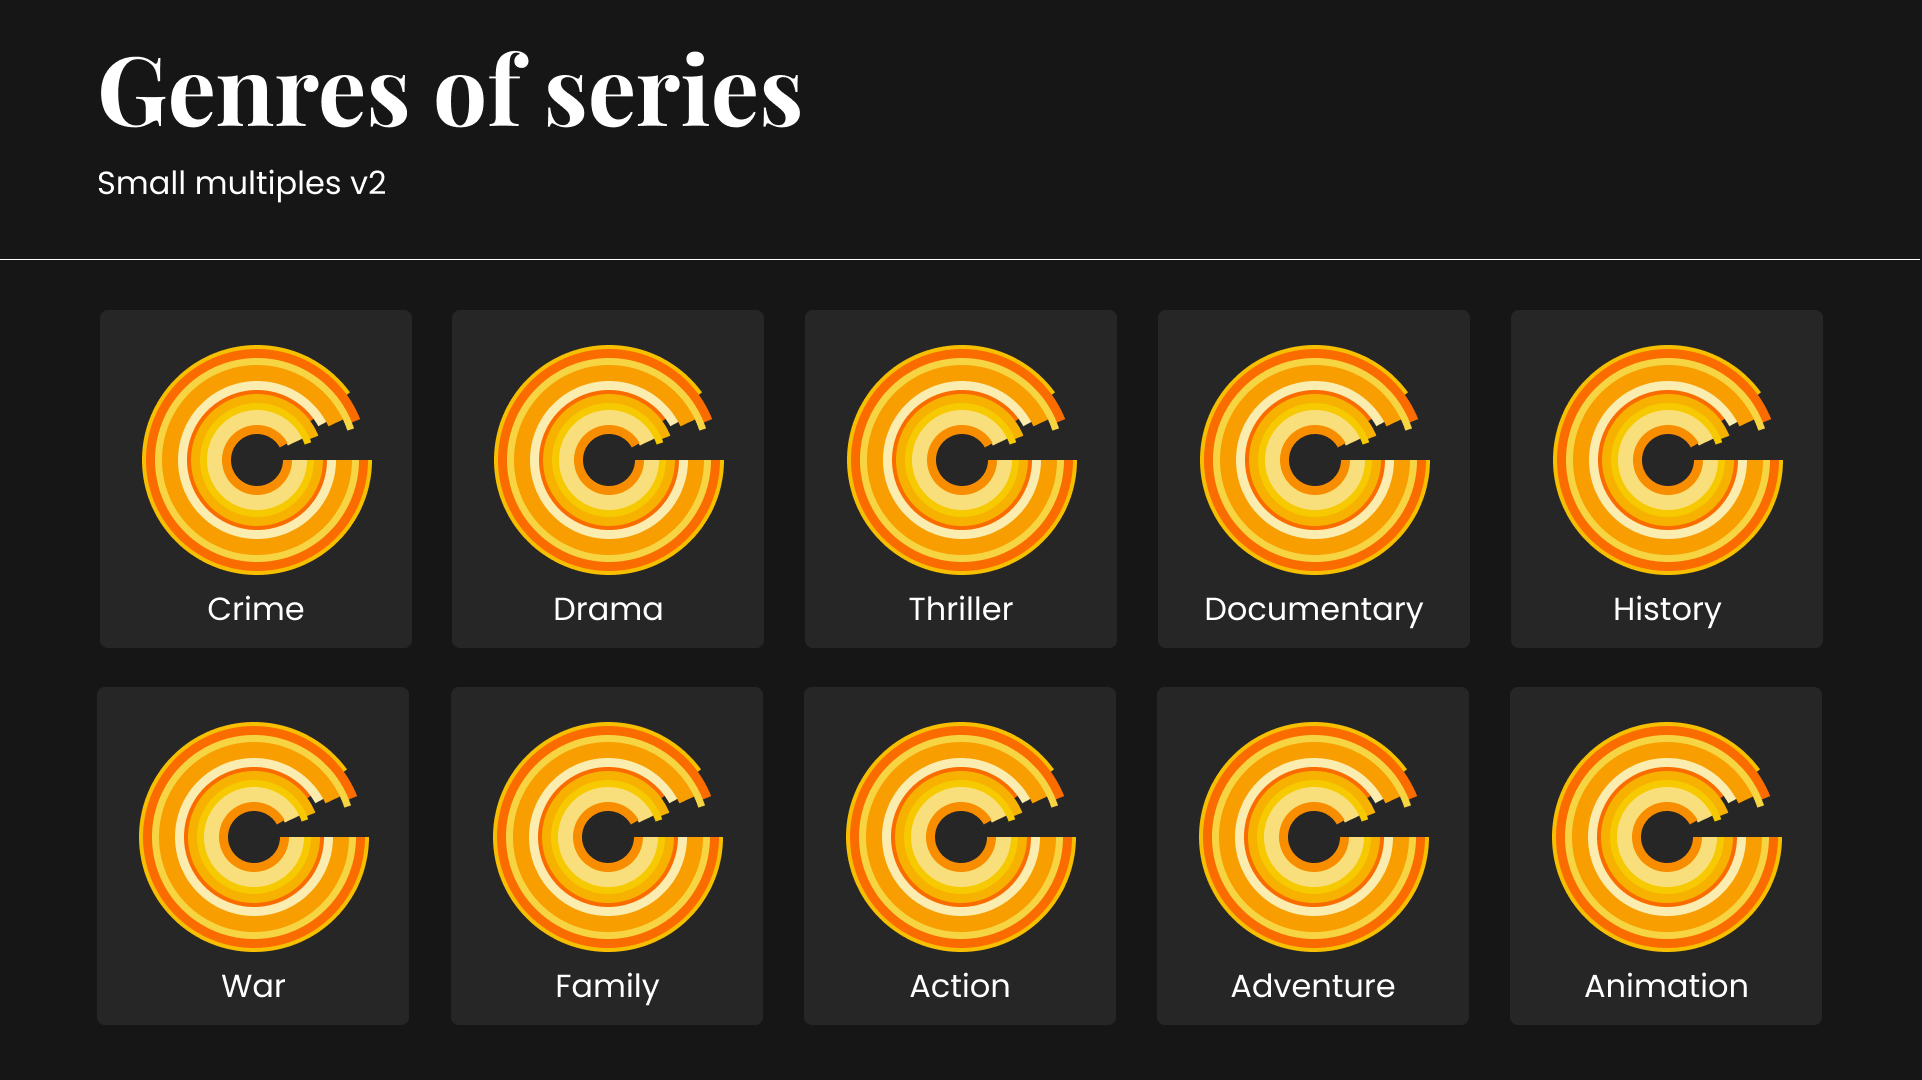 Genres of series
Small multiples v2
Crime
Drama
Thriller
Documentary
History
War
Family
Action
Adventure
Animation